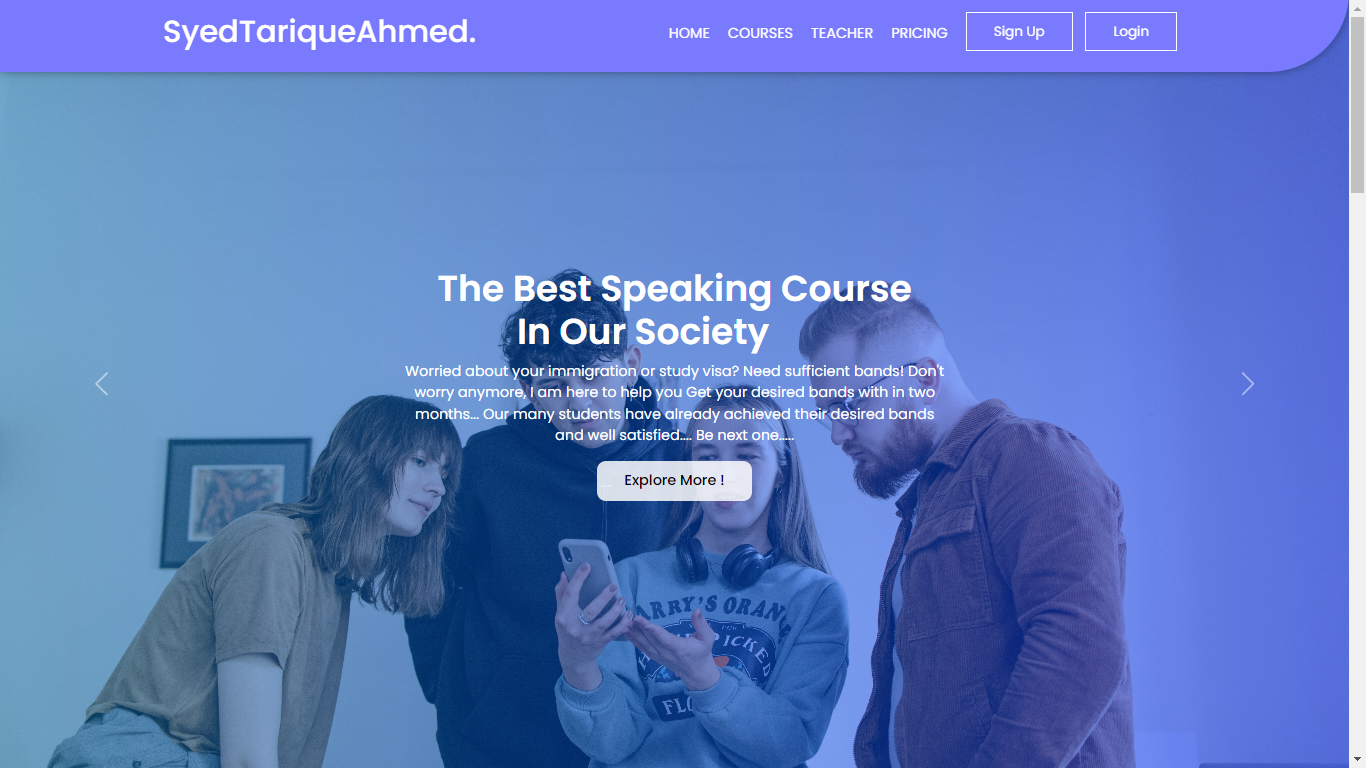 SyedTariqueAhmed.
HOME COURSES TEACHER PRICING Sign Up Login
The Best Speaking Course
In Our Society
Worried about your immigration or study visa? Need sufficient bands! Don't
worry anymore, I am here to help you Get your desired bands with in two
months... Our many students have already achieved their desired bands
and well satisfied.... Be next one.....
Explore More !
ARRY'S ORAN
PICKED
FLO